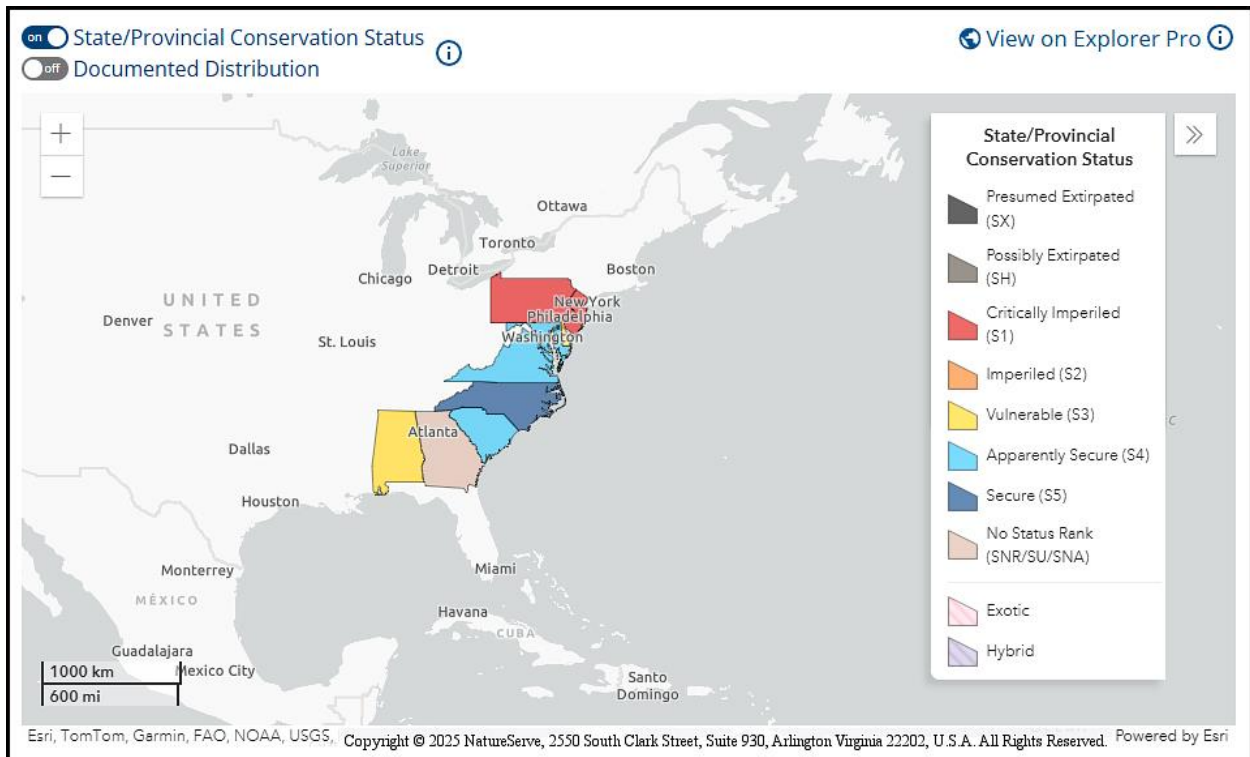 on State/Provincial Conservation Status
off Documented Distribution
View on Explorer Pro
+
−
Lake
Superior
Ottawa
Toronto
Boston
Detroit
Chicago
New York
UNITED
Philadelphia
Denver
STATES
Washington
St. Louis
Atlanta
Dallas
Houston
Miami
Monterrey
MÉXICO
Havana
CUBA
Guadalajara
Mexico City
Santo
Domingo
1000 km
600 mi
State/Provincial
Conservation Status
Presumed Extirpated
(SX)
Possibly Extirpated
(SH)
Critically Imperiled
(S1)
Imperiled (S2)
Vulnerable (S3)
Apparently Secure (S4)
Secure (S5)
No Status Rank
(SNR/SU/SNA)
Exotic
Hybrid
c
Esri, TomTom, Garmin, FAO, NOAA, USGS, Copyright © 2025 NatureServe, 2550 South Clark Street, Suite 930, Arlington Virginia 22202, U.S.A. All Rights Reserved. Powered by Esri